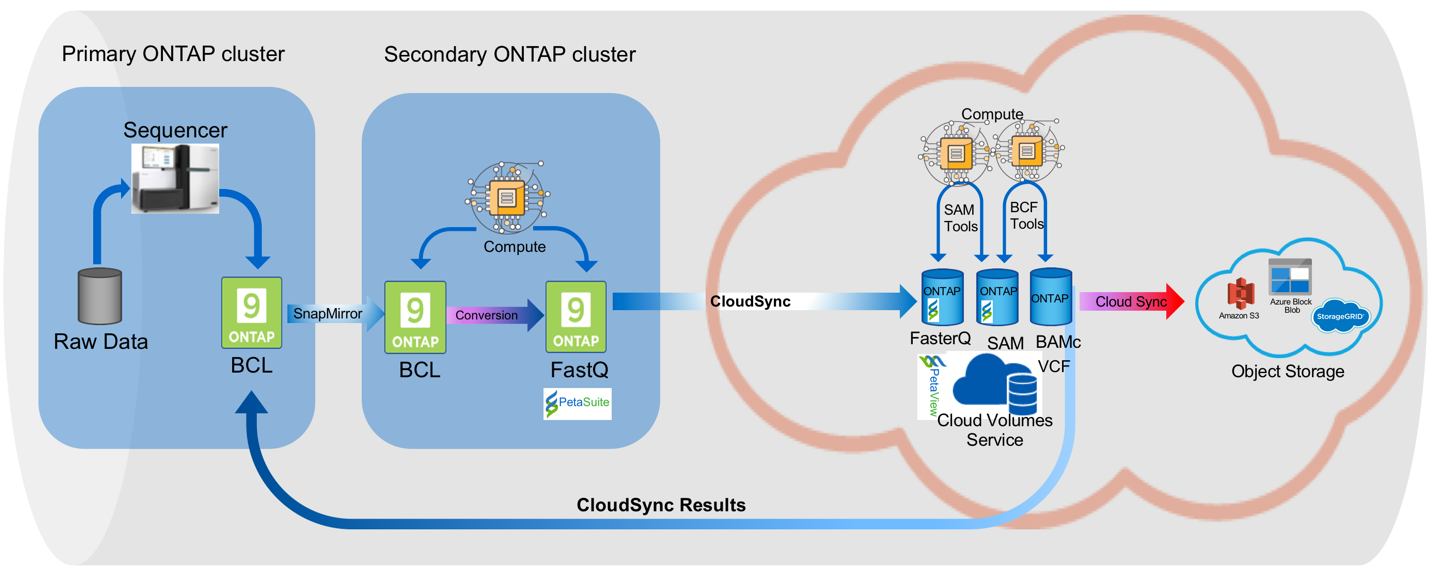 Primary ONTAP cluster
Secondary ONTAP cluster
Sequencer
Raw Data
9
ONTAP
BCL
SnapMirror
Compute
9
ONTAP
BCL
Conversion
9
ONTAP
FastQ
PetaSuite
CloudSync
Compute
SAM
Tools
BCF
Tools
ONTAP
ONTAP
ONTAP
FasterQ
SAM
BAMc
VCF
PetaView
Cloud Volumes
Service
Cloud Sync
Amazon S3
Azure Block
Blob
StorageGRID
Object Storage
CloudSync Results